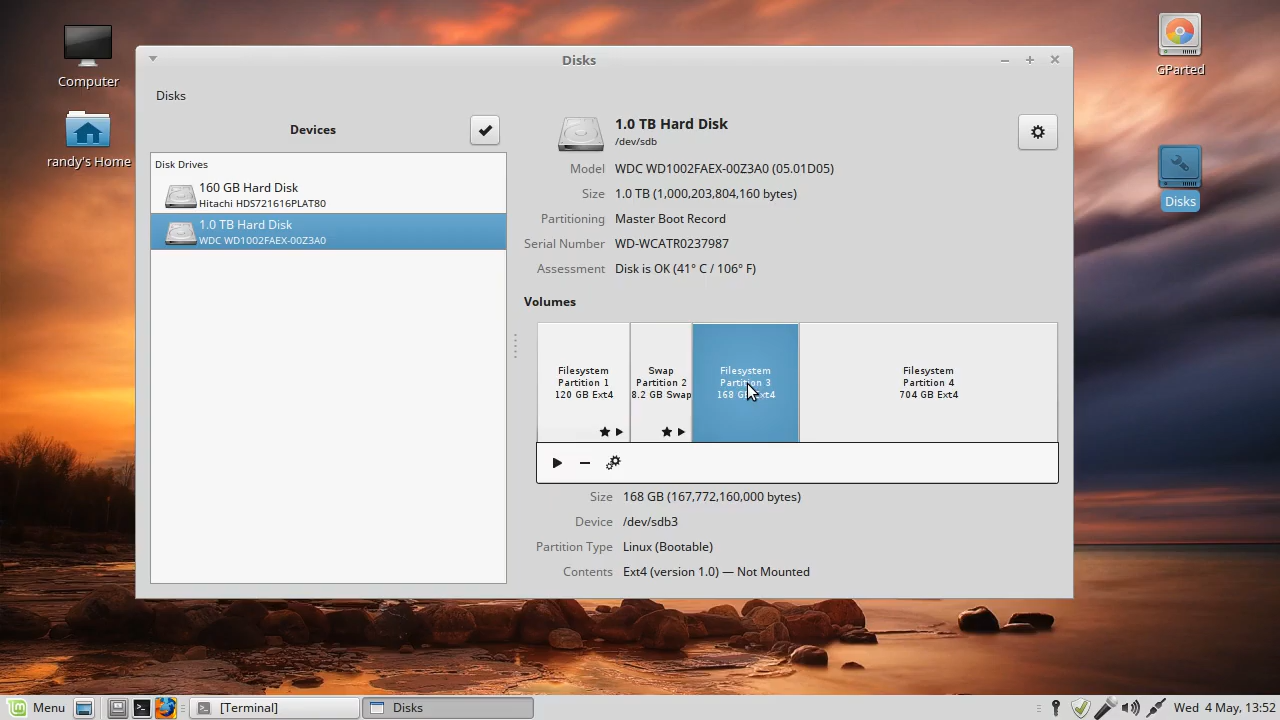 Computer
randy's Home
GParted
Disks
Disks
Disks
Devices
Disk Drives
160 GB Hard Disk
Hitachi HDS721616PLAT80
1.0 TB Hard Disk
WDC WD1002FAEX-00Z3A0
1.0 TB Hard Disk
/dev/sdb
Model WDC WD1002FAEX-00Z3A0 (05.01D05)
Size 1.0 TB (1,000,203,804,160 bytes)
Partitioning Master Boot Record
Serial Number WD-WCATR0237987
Assessment Disk is OK (41° C / 106° F)
Volumes
Filesystem
Partition 1
120 GB Ext4
Swap
Partition 2
8.2 GB Swap
Filesystem
Partition 3
168 GB Ext4
Filesystem
Partition 4
704 GB Ext4
Size 168 GB (167,772,160,000 bytes)
Device /dev/sdb3
Partition Type Linux (Bootable)
Contents Ext4 (version 1.0) — Not Mounted
Menu
[Terminal]
Disks
Wed 4 May, 13:52